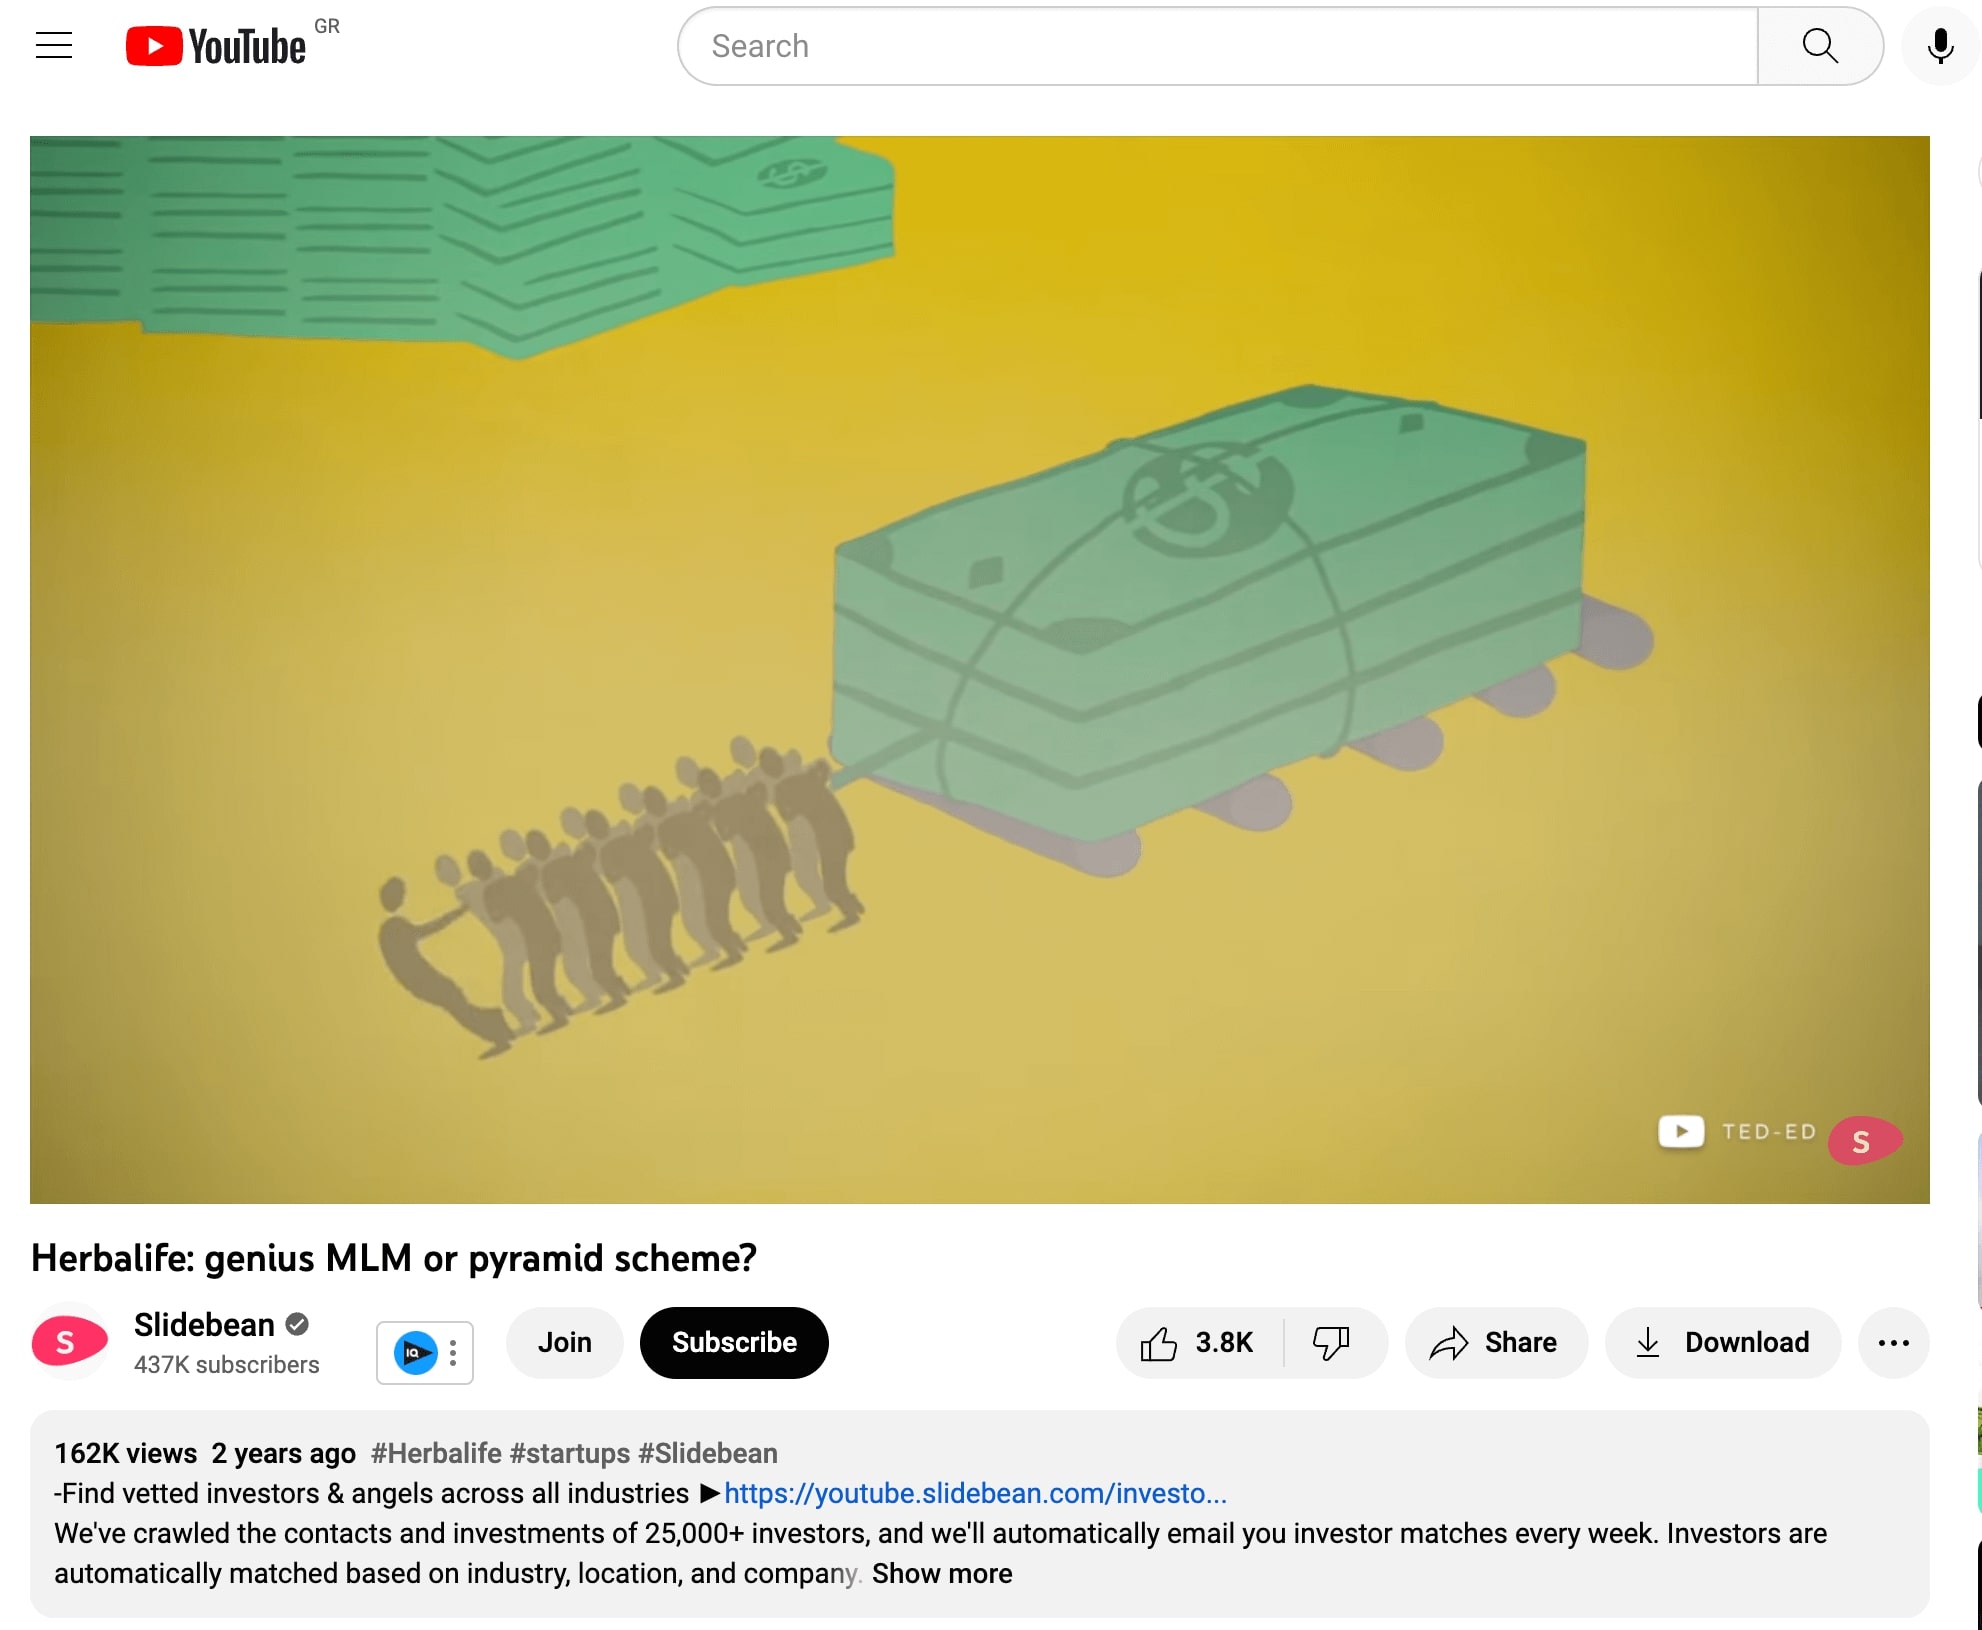 YouTube GR
Search
TED-ED S
Herbalife: genius MLM or pyramid scheme?
S Slidebean
437K subscribers
IQ
Join
Subscribe
3.8K
Share
Download
162K views 2 years ago #Herbalife #startups #Slidebean
-Find vetted investors & angels across all industries ►https://youtube.slidebean.com/investo...
We've crawled the contacts and investments of 25,000+ investors, and we'll automatically email you investor matches every week. Investors are
automatically matched based on industry, location, and company. Show more